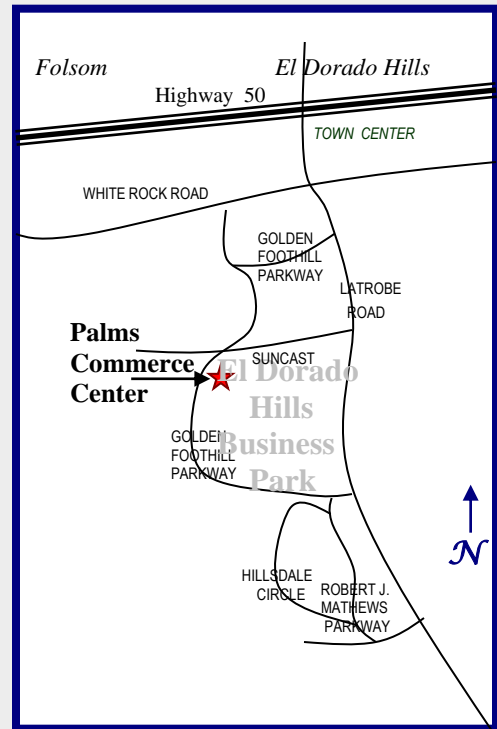 Folsom
El Dorado Hills
Highway 50
TOWN CENTER
WHITE ROCK ROAD
GOLDEN
FOOTHILL
PARKWAY
LATROBE
ROAD
Palms
Commerce
Center
SUNCAST
El Dorado
Hills
Business
Park
GOLDEN
FOOTHILL
PARKWAY
N
HILLSDALE
CIRCLE
ROBERT J.
MATHEWS
PARKWAY